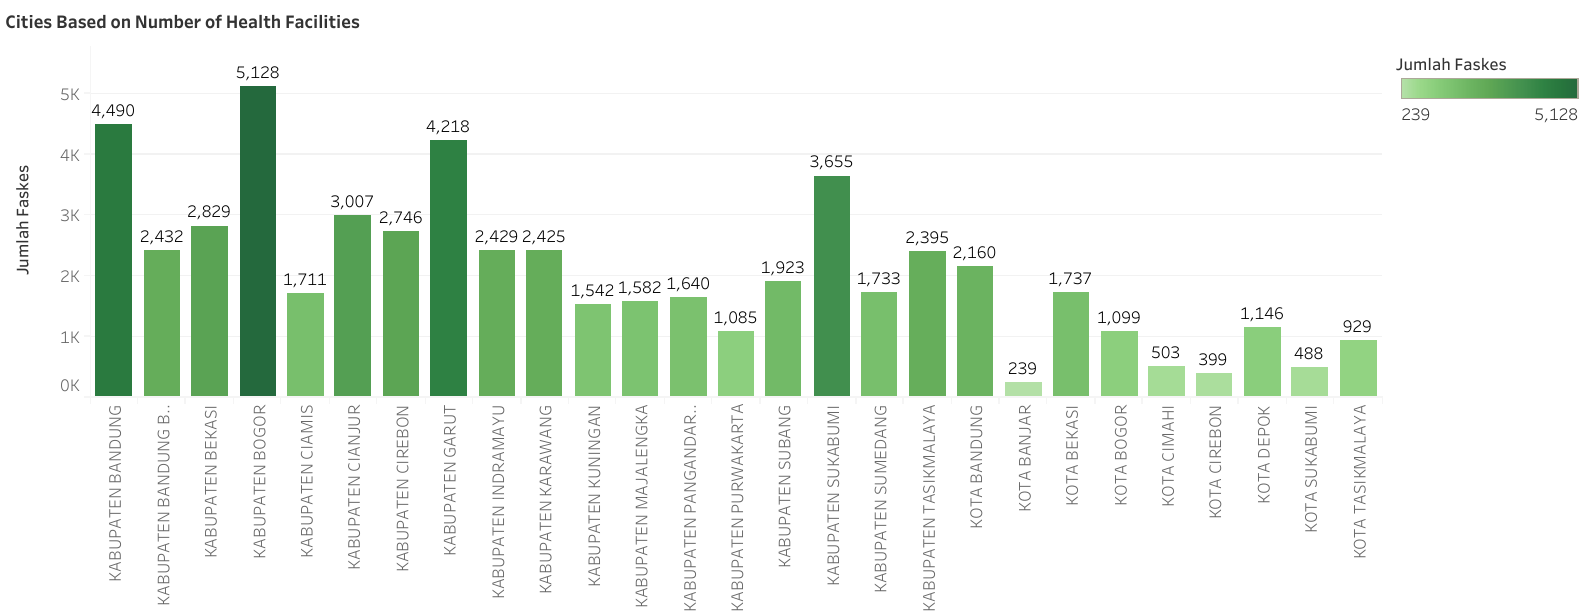 Cities Based on Number of Health Facilities
Jumlah Faskes
239 5,128
Jumlah Faskes
5K
4K
3K
2K
1K
0K
4,490
2,432
2,829
5,128
1,711
3,007
2,746
4,218
2,429
2,425
1,542
1,582
1,640
1,085
1,923
3,655
1,733
2,395
2,160
239
1,737
1,099
503
399
1,146
488
929
KABUPATEN BANDUNG
KABUPATEN BANDUNG B..
KABUPATEN BEKASI
KABUPATEN BOGOR
KABUPATEN CIAMIS
KABUPATEN CIANJUR
KABUPATEN CIREBON
KABUPATEN GARUT
KABUPATEN INDRAMAYU
KABUPATEN KARAWANG
KABUPATEN KUNINGAN
KABUPATEN MAJALENGKA
KABUPATEN PANGANDAR..
KABUPATEN PURWAKARTA
KABUPATEN SUBANG
KABUPATEN SUKABUMI
KABUPATEN SUMEDANG
KABUPATEN TASIKMALAYA
KOTA BANDUNG
KOTA BANJAR
KOTA BEKASI
KOTA BOGOR
KOTA CIMAHI
KOTA CIREBON
KOTA DEPOK
KOTA SUKABUMI
KOTA TASIKMALAYA